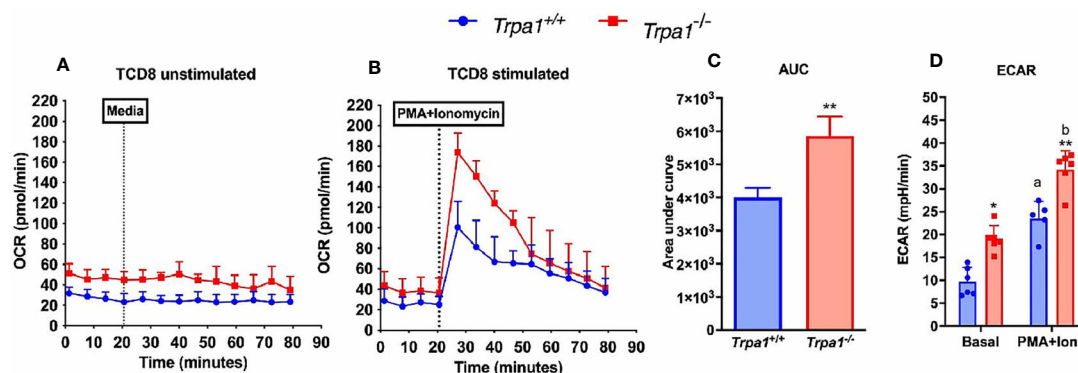 Trpa1+/+ Trpa1-/-
A
TCD8 unstimulated
220
200
180
160
140
120
100
80
60
40
20
0
OCR (pmol/min)
Media
0 10 20 30 40 50 60 70 80 90
Time (minutes)
B
TCD8 stimulated
220
200
180
160
140
120
100
80
60
40
20
0
OCR (pmol/min)
PMA+Ionomycin
0 10 20 30 40 50 60 70 80 90
Time (minutes)
C
AUC
7×10³
6×10³
5×10³
4×10³
3×10³
2×10³
1×10³
0
Area under curve
**
Trpa1+/+ Trpa1-/-
D
ECAR
50
45
40
35
30
25
20
15
10
5
0
ECAR (mpH/min)
*
a
b
**
Basal PMA+Ion